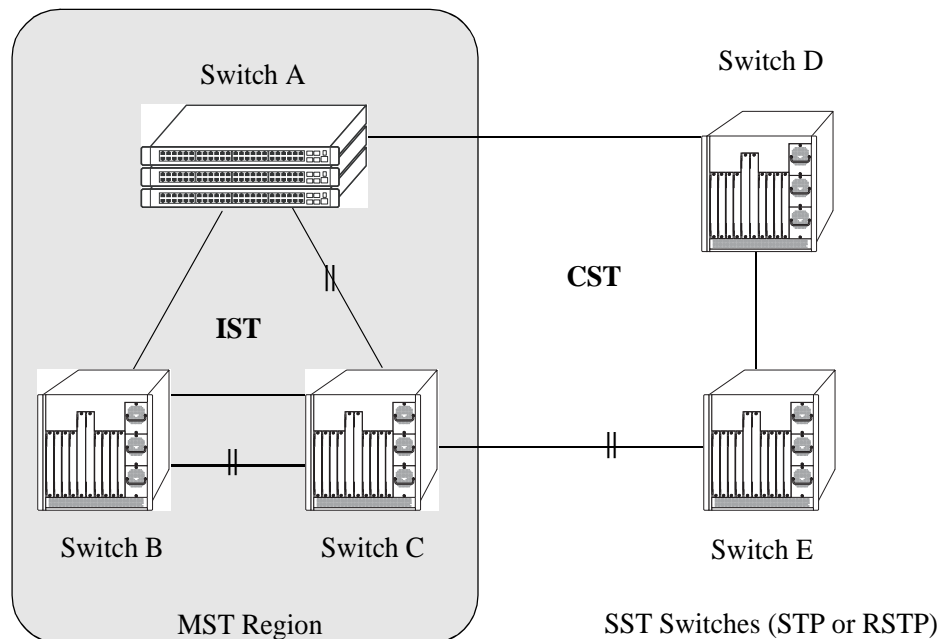 Switch A
Switch D
CST
IST
Switch B
Switch C
Switch E
MST Region
SST Switches (STP or RSTP)